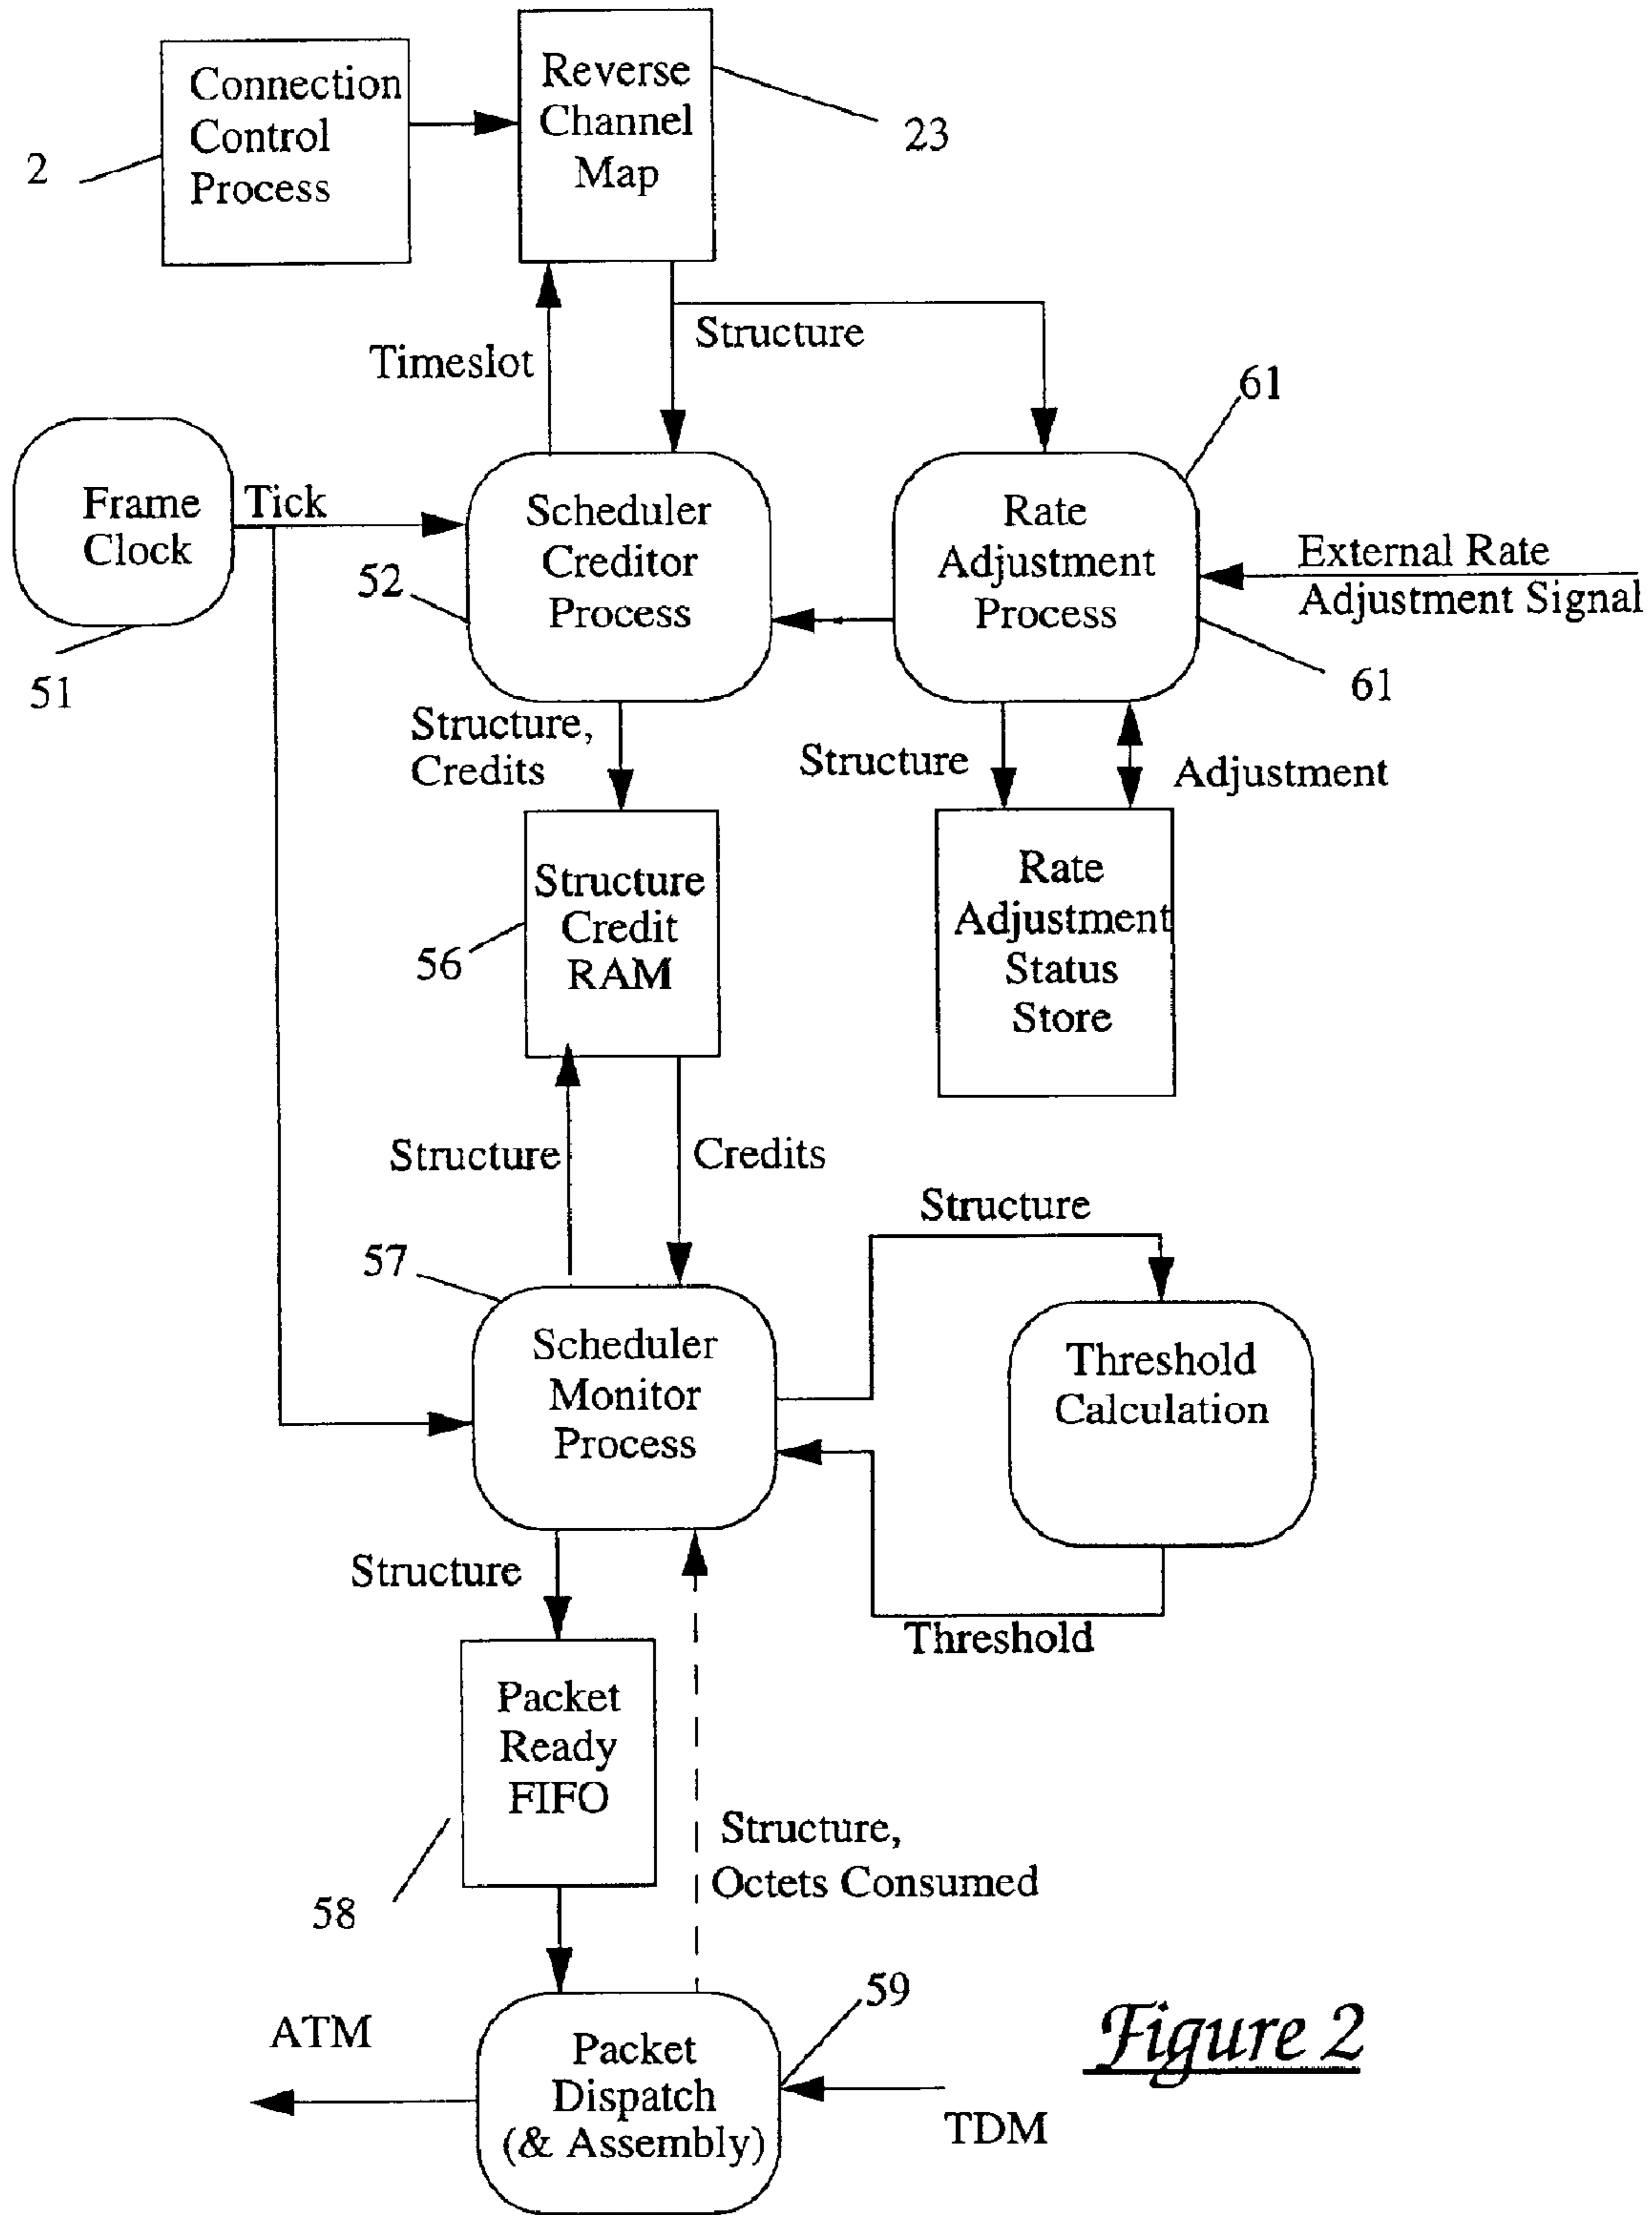 Connection
Control
Process
2
Reverse
Channel
Map
23
Timeslot
Structure
61
Frame
Clock
Tick
51
Scheduler
Creditor
Process
52
Rate
Adjustment
Process
External Rate
Adjustment Signal
61
Structure,
Credits
Structure
Adjustment
Structure
Credit
RAM
56
Rate
Adjustment
Status
Store
Structure
Credits
Structure
57
Scheduler
Monitor
Process
Threshold
Calculation
Structure
Threshold
Packet
Ready
FIFO
58
Structure,
Octets Consumed
59
ATM
Packet
Dispatch
(& Assembly)
TDM
Figure 2